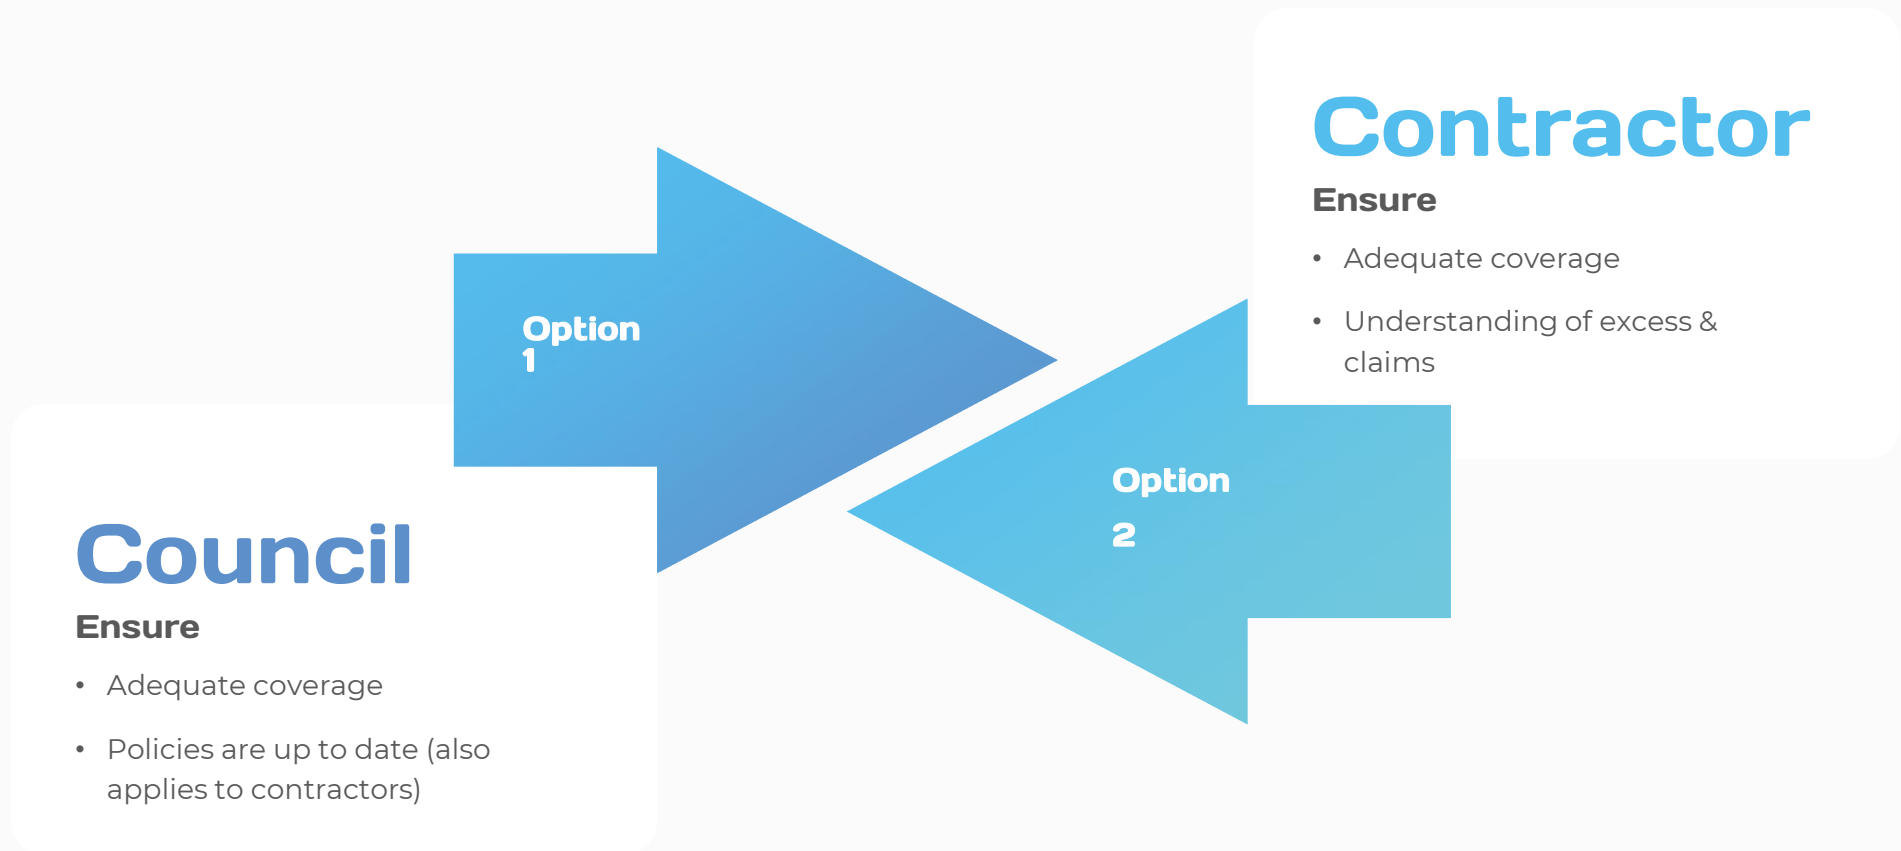 Contractor
Ensure
• Adequate coverage
• Understanding of excess &
claims
Option
1
Option
2
Council
Ensure
• Adequate coverage
• Policies are up to date (also
applies to contractors)